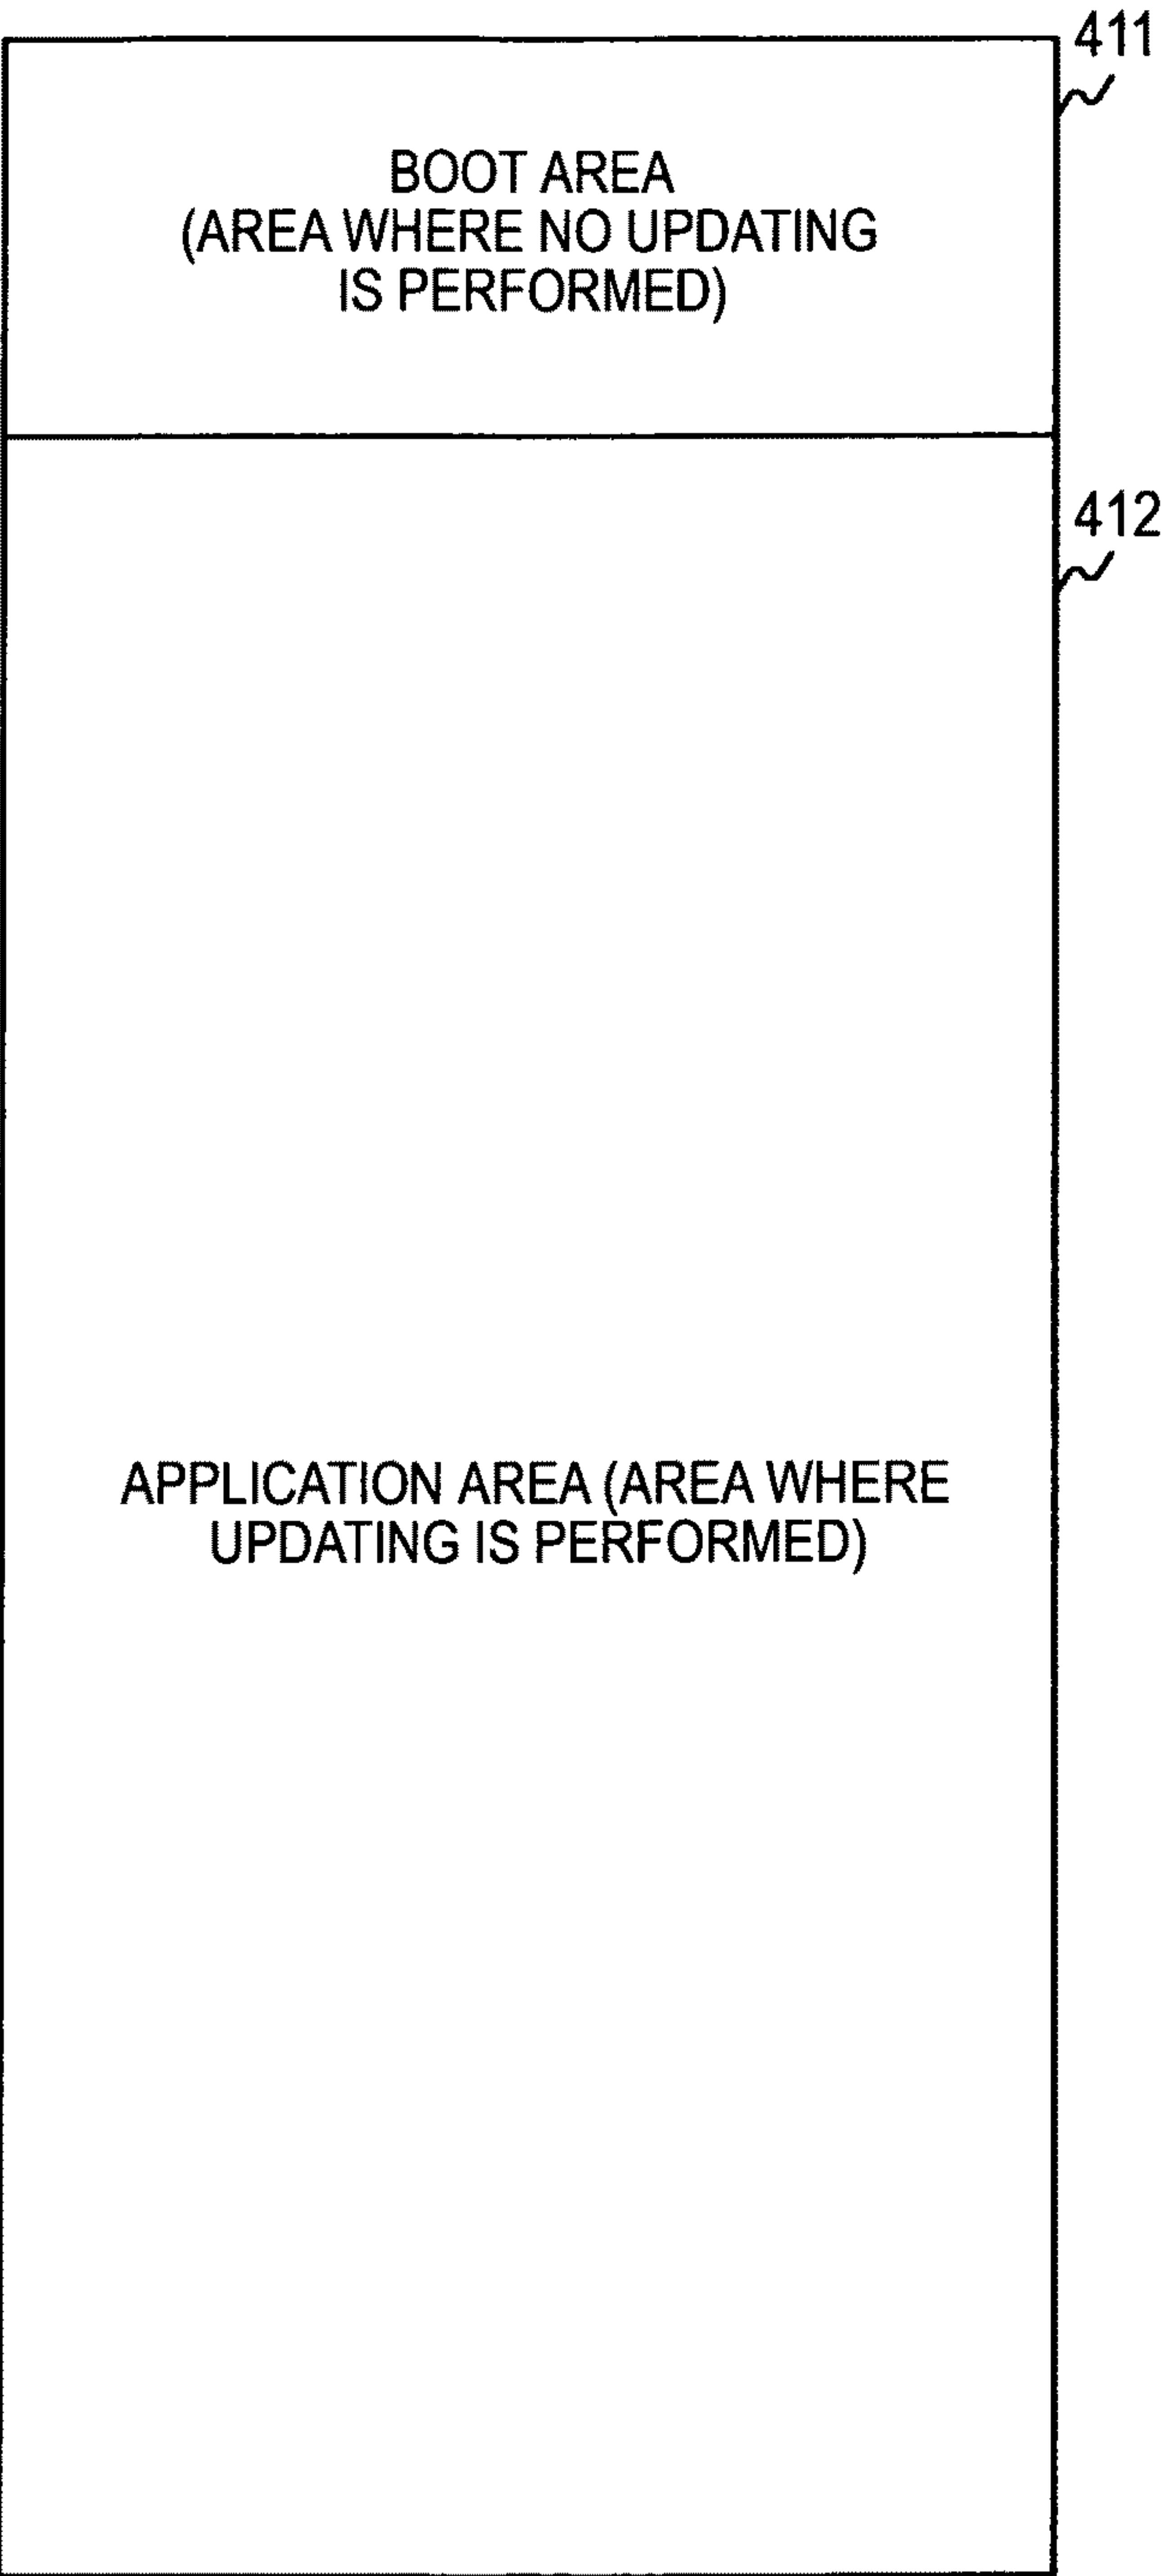 411
BOOT AREA
(AREA WHERE NO UPDATING
IS PERFORMED)
412
APPLICATION AREA (AREA WHERE
UPDATING IS PERFORMED)